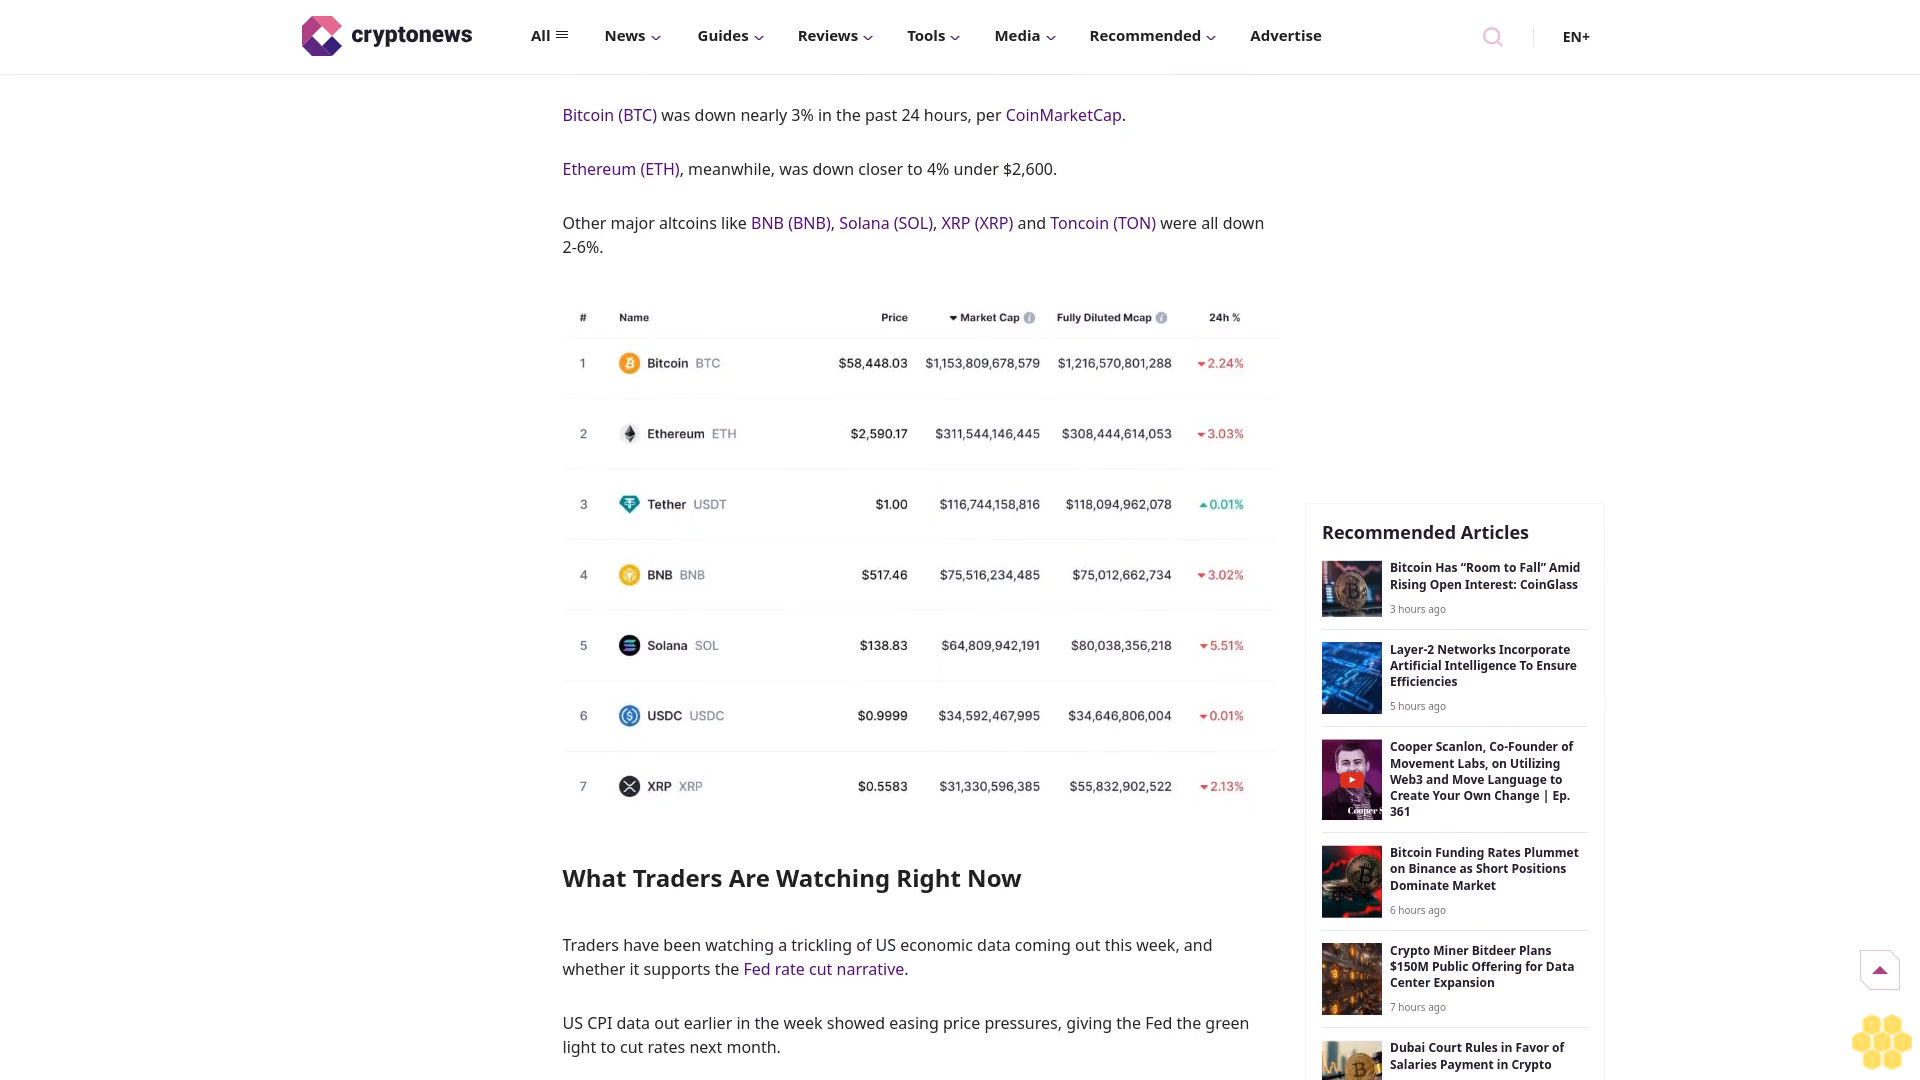 cryptonews
All
News
Guides
Reviews
Tools
Media
Recommended
Advertise
EN+
Bitcoin (BTC) was down nearly 3% in the past 24 hours, per CoinMarketCap.
Ethereum (ETH), meanwhile, was down closer to 4% under $2,600.
Other major altcoins like BNB (BNB), Solana (SOL), XRP (XRP) and Toncoin (TON) were all down
2-6%.
# Name Price Market Cap Fully Diluted Mcap 24h %
1 Bitcoin BTC $58,448.03 $1,153,809,678,579 $1,216,570,801,288 2.24%
2 Ethereum ETH $2,590.17 $311,544,146,445 $308,444,614,053 3.03%
3 Tether USDT $1.00 $116,744,158,816 $118,094,962,078 0.01%
4 BNB BNB $517.46 $75,516,234,485 $75,012,662,734 3.02%
5 Solana SOL $138.83 $64,809,942,191 $80,038,356,218 5.51%
6 USDC USDC $0.9999 $34,592,467,995 $34,646,806,004 0.01%
7 XRP XRP $0.5583 $31,330,596,385 $55,832,902,522 2.13%
What Traders Are Watching Right Now
Traders have been watching a trickling of US economic data coming out this week, and
whether it supports the Fed rate cut narrative.
US CPI data out earlier in the week showed easing price pressures, giving the Fed the green
light to cut rates next month.
Recommended Articles
Bitcoin Has “Room to Fall” Amid
Rising Open Interest: CoinGlass
3 hours ago
Layer-2 Networks Incorporate
Artificial Intelligence To Ensure
Efficiencies
5 hours ago
Cooper Scanlon, Co-Founder of
Movement Labs, on Utilizing
Web3 and Move Language to
Create Your Own Change | Ep.
361
Cooper S
Bitcoin Funding Rates Plummet
on Binance as Short Positions
Dominate Market
6 hours ago
Crypto Miner Bitdeer Plans
$150M Public Offering for Data
Center Expansion
7 hours ago
Dubai Court Rules in Favor of
Salaries Payment in Crypto